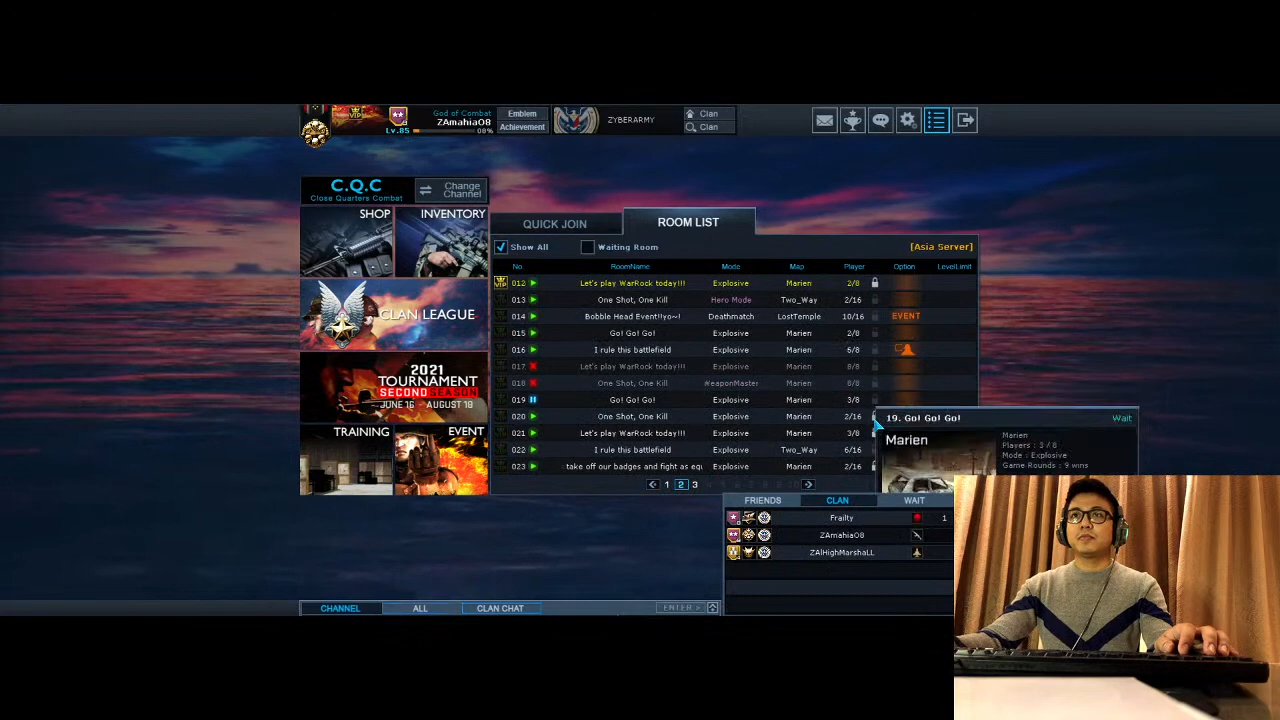 God of Combat
ZAmahia08
Lv.85 08%
Emblem
Achievement
ZYBERARMY
Clan
Clan
C.Q.C
Close Quarters Combat
Change Channel
SHOP
INVENTORY
CLAN LEAGUE
2021
TOURNAMENT
SECOND SEASON
JUNE 16 - AUGUST 18
TRAINING
EVENT
QUICK JOIN
ROOM LIST
Show All
Waiting Room
[Asia Server]
No RoomName Mode Map Player Option LevelLimit
VIP 012 Let's play WarRock today!!! Explosive Marien 2/8
013 One Shot, One Kill Hero Mode Two_Way 2/16
014 Bobble Head Event!!yo~! Deathmatch LostTemple 10/16 EVENT
015 Go! Go! Go! Explosive Marien 2/8
016 I rule this battlefield Explosive Marien 6/8
017 Let's play WarRock today!!! Explosive Marien 8/8
018 One Shot, One Kill WeaponMaster Marien 8/8
019 Go! Go! Go! Explosive Marien 3/8
020 One Shot, One Kill Explosive Marien 2/16
021 Let's play WarRock today!!! Explosive Marien 3/8
022 I rule this battlefield Explosive Two_Way 6/16
023 : take off our badges and fight as equ Explosive Marien 2/16
1 2 3
19. Go! Go! Go! Wait
Marien
Marien
Players : 3 / 8
Mode : Explosive
Game Rounds : 9 wins
FRIENDS
CLAN
WAIT
Frailty 1
ZAmahia08
ZAlHighMarshaLL
CHANNEL
ALL
CLAN CHAT
ENTER >